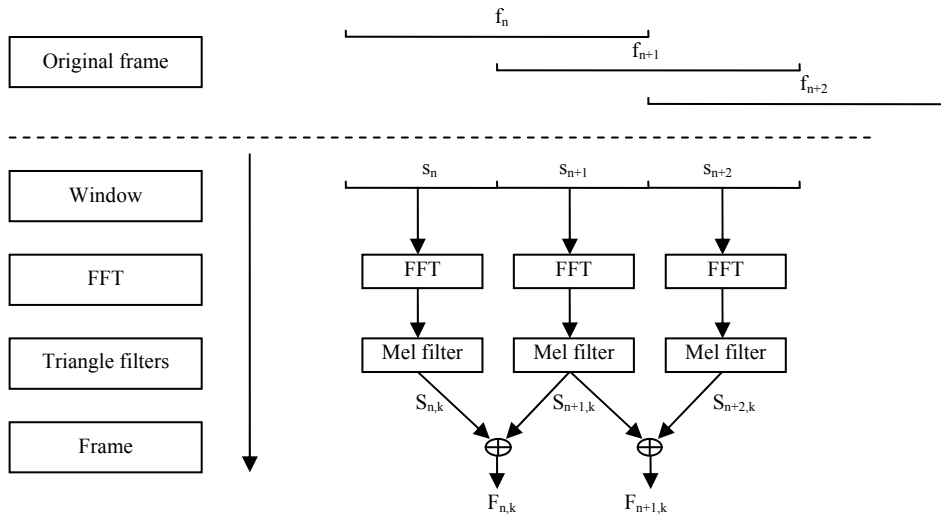 f_n
Original frame
f_{n+1}
f_{n+2}
Window
s_n
s_{n+1}
s_{n+2}
FFT
FFT
FFT
FFT
Triangle filters
Mel filter
Mel filter
Mel filter
S_{n,k}
S_{n+1,k}
S_{n+2,k}
Frame
F_{n,k}
F_{n+1,k}